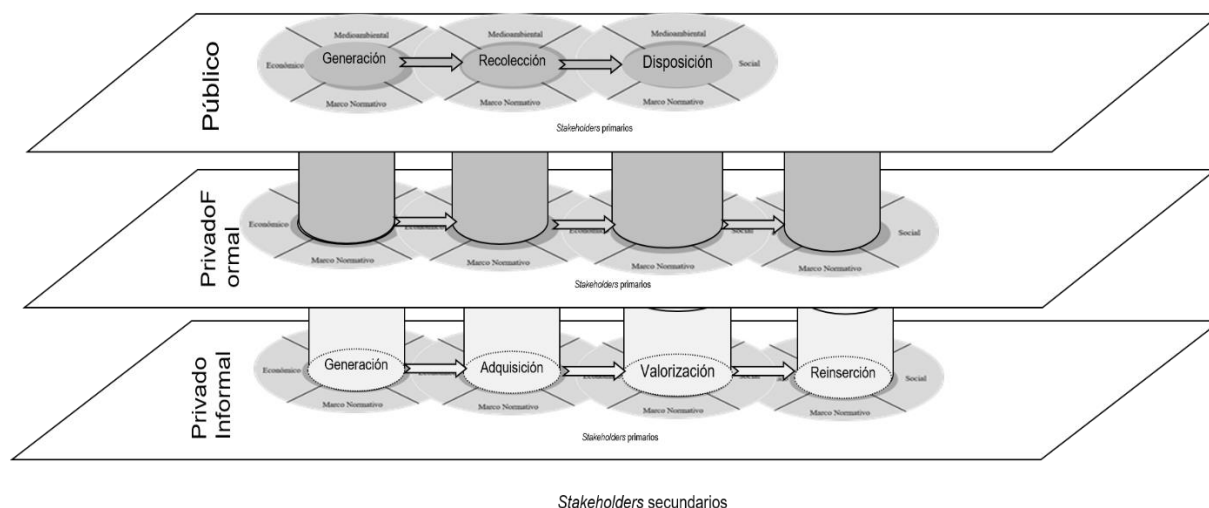 Público
Medioambiental
Medioambiental
Medioambiental
Económico
Generación
Recolección
Disposición
Social
Marco Normativo
Marco Normativo
Marco Normativo
Stakeholders primarios
PrivadoF
ormal
Económico
Social
Marco Normativo
Marco Normativo
Marco Normativo
Marco Normativo
Stakeholders primarios
Privado
Informal
Económico
Generación
Adquisición
Valorización
Reinserción
Social
Marco Normativo
Marco Normativo
Marco Normativo
Marco Normativo
Stakeholders primarios
Stakeholders secundarios